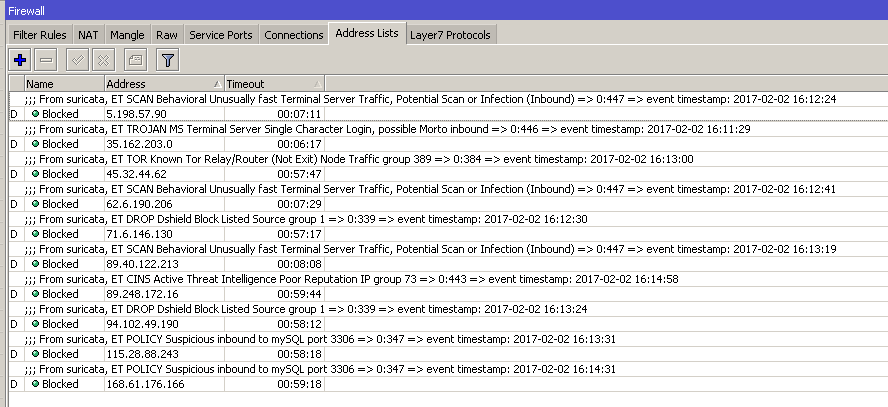 Firewall
Filter Rules NAT Mangle Raw Service Ports Connections Address Lists Layer7 Protocols
Name Address Timeout
;;; From suricata, ET SCAN Behavioral Unusually fast Terminal Server Traffic, Potential Scan or Infection (Inbound) => 0:447 => event timestamp: 2017-02-02 16:12:24
D Blocked 5.198.57.90 00:07:11
;;; From suricata, ET TROJAN MS Terminal Server Single Character Login, possible Morto inbound => 0:446 => event timestamp: 2017-02-02 16:11:29
D Blocked 35.162.203.0 00:06:17
;;; From suricata, ET TOR Known Tor Relay/Router (Not Exit) Node Traffic group 389 => 0:384 => event timestamp: 2017-02-02 16:13:00
D Blocked 45.32.44.62 00:57:47
;;; From suricata, ET SCAN Behavioral Unusually fast Terminal Server Traffic, Potential Scan or Infection (Inbound) => 0:447 => event timestamp: 2017-02-02 16:12:41
D Blocked 62.6.190.206 00:07:29
;;; From suricata, ET DROP Dshield Block Listed Source group 1 => 0:339 => event timestamp: 2017-02-02 16:12:30
D Blocked 71.6.146.130 00:57:17
;;; From suricata, ET SCAN Behavioral Unusually fast Terminal Server Traffic, Potential Scan or Infection (Inbound) => 0:447 => event timestamp: 2017-02-02 16:13:19
D Blocked 89.40.122.213 00:08:08
;;; From suricata, ET CINS Active Threat Intelligence Poor Reputation IP group 73 => 0:443 => event timestamp: 2017-02-02 16:14:58
D Blocked 89.248.172.16 00:59:44
;;; From suricata, ET DROP Dshield Block Listed Source group 1 => 0:339 => event timestamp: 2017-02-02 16:13:24
D Blocked 94.102.49.190 00:58:12
;;; From suricata, ET POLICY Suspicious inbound to mySQL port 3306 => 0:347 => event timestamp: 2017-02-02 16:13:31
D Blocked 115.28.88.243 00:58:18
;;; From suricata, ET POLICY Suspicious inbound to mySQL port 3306 => 0:347 => event timestamp: 2017-02-02 16:14:31
D Blocked 168.61.176.166 00:59:18